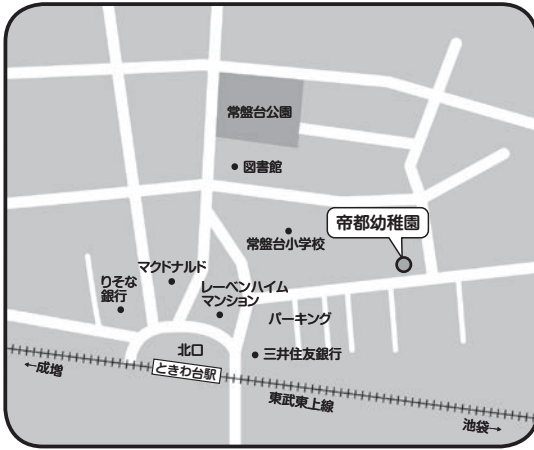 常盤台公園
図書館
帝都幼稚園
常盤台小学校
マクドナルド
りそな
銀行
レーベンハイム
マンション
パーキング
北口
三井住友銀行
ときわ台駅
←成増
東武東上線
池袋→